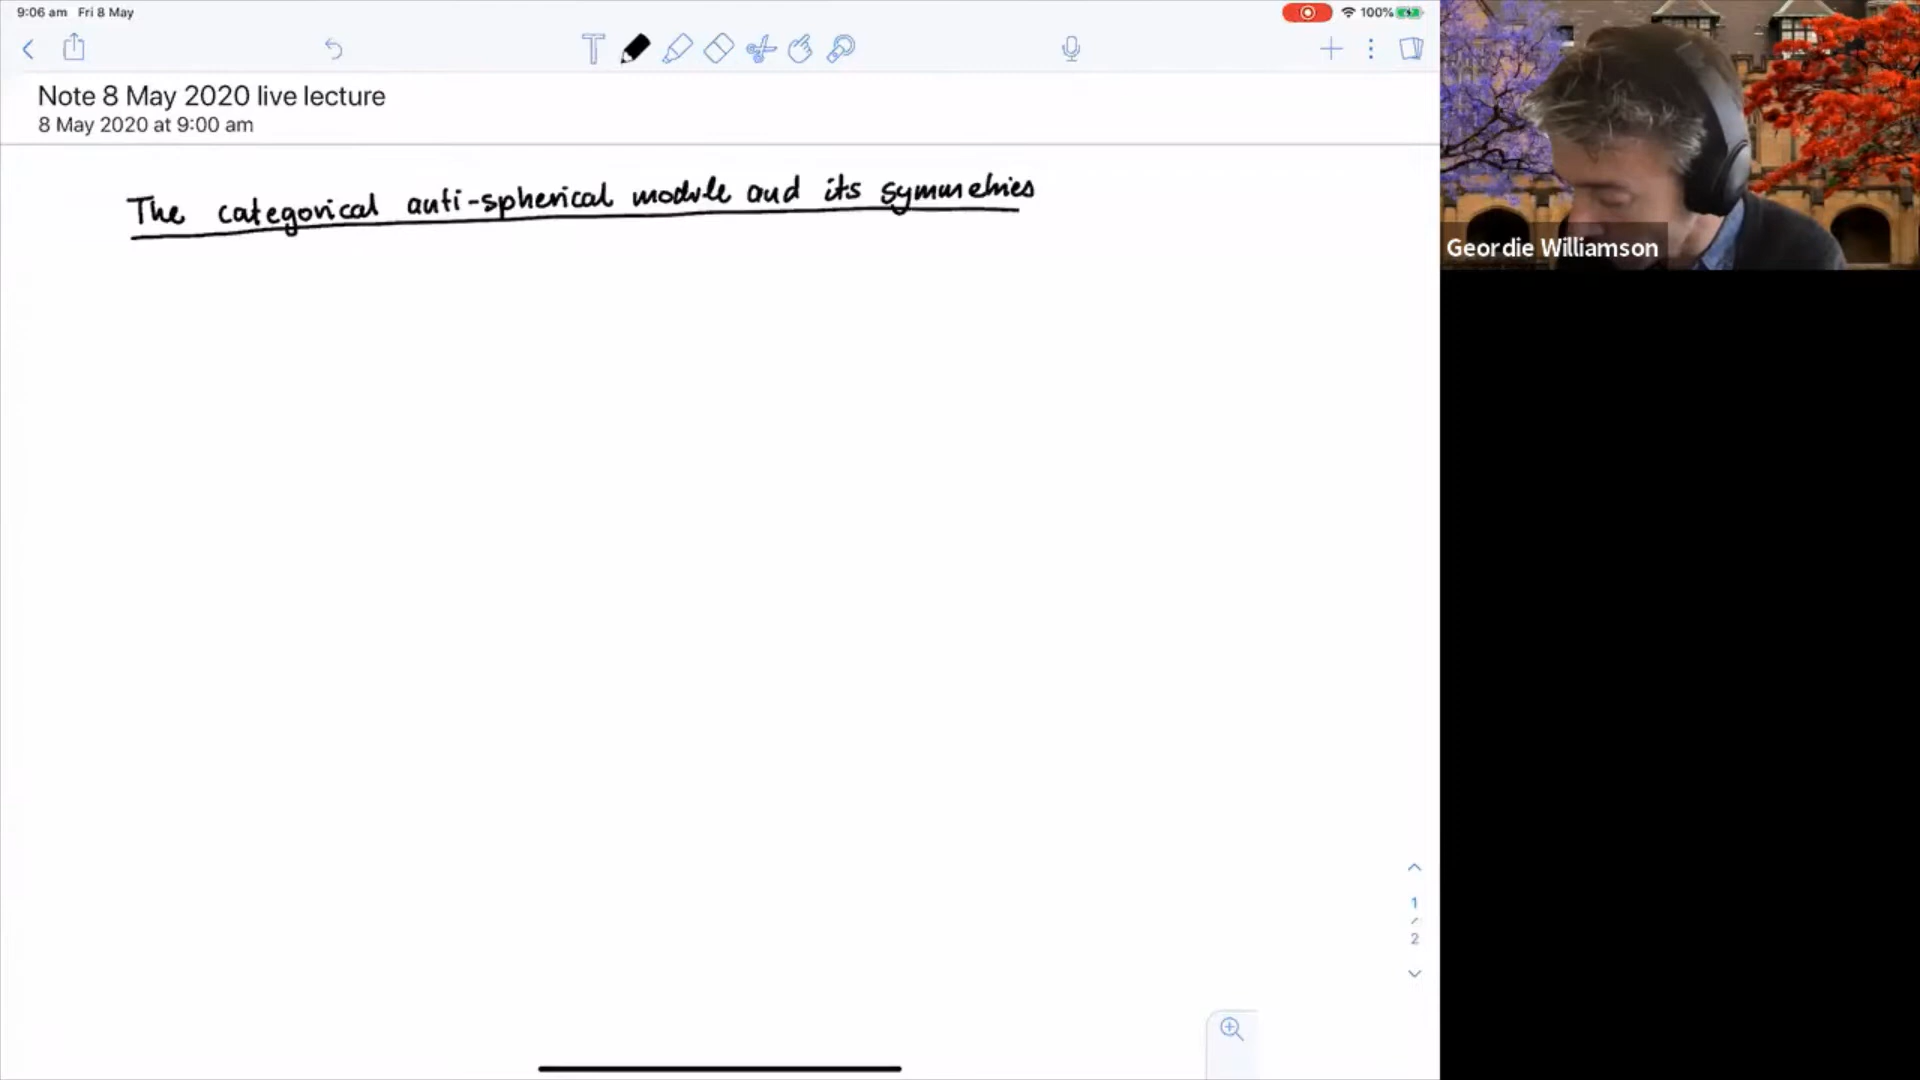 9:06 am Fri 8 May
100%
Note 8 May 2020 live lecture
8 May 2020 at 9:00 am
The categorical anti-spherical module and its symmetries
Geordie Williamson
1
2